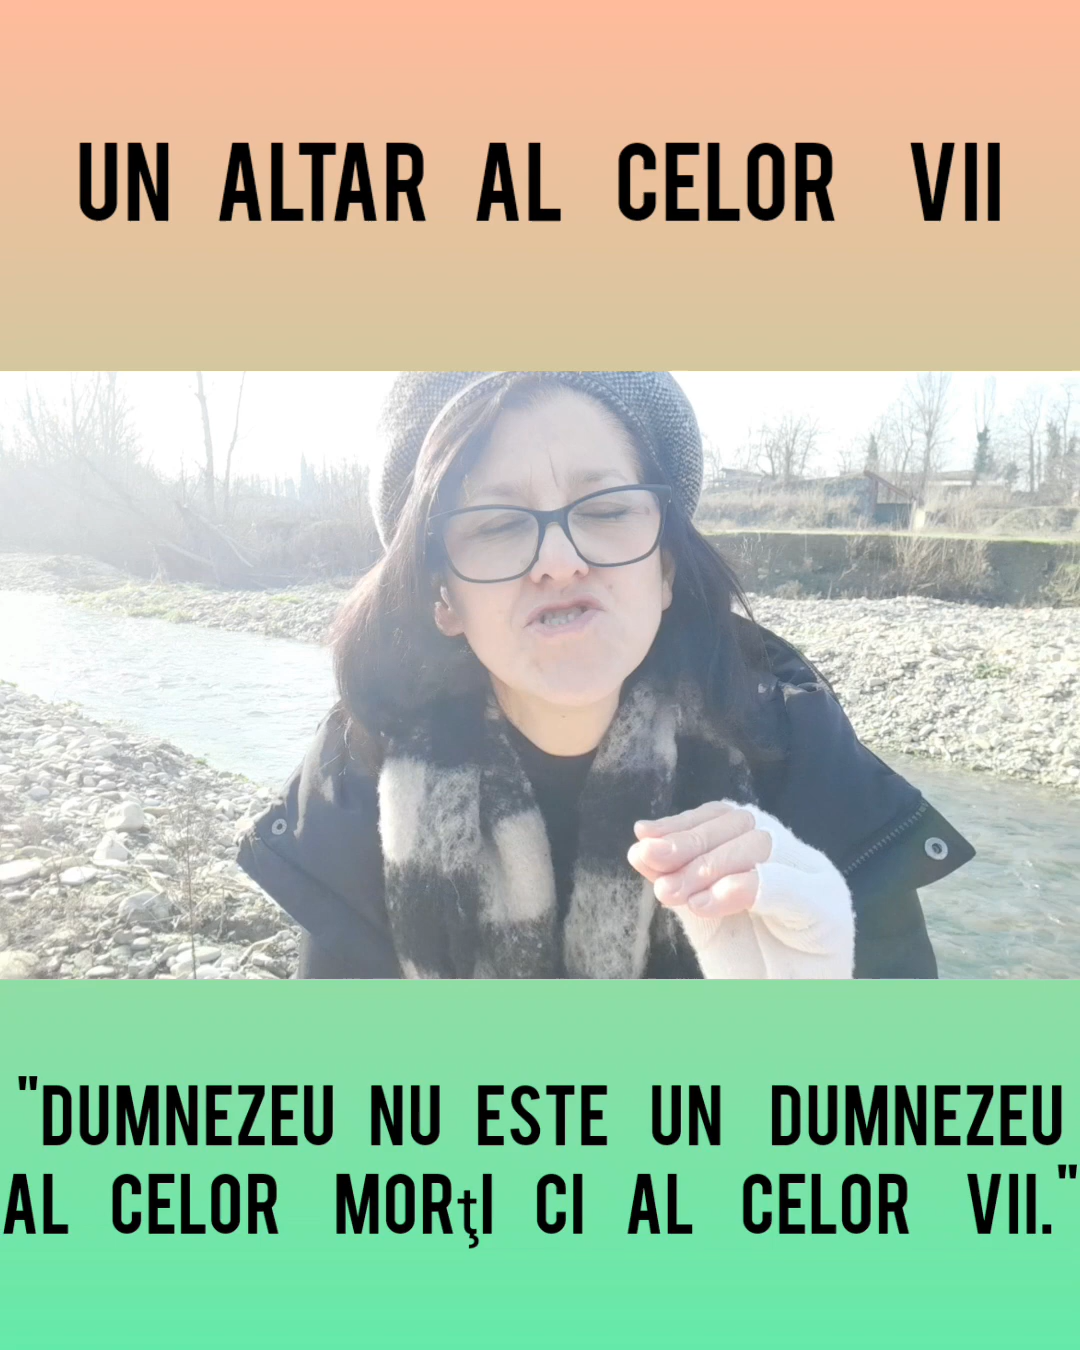 UN ALTAR AL CELOR VII
"DUMNEZEU NU ESTE UN DUMNEZEU
AL CELOR MORţI CI AL CELOR VII."